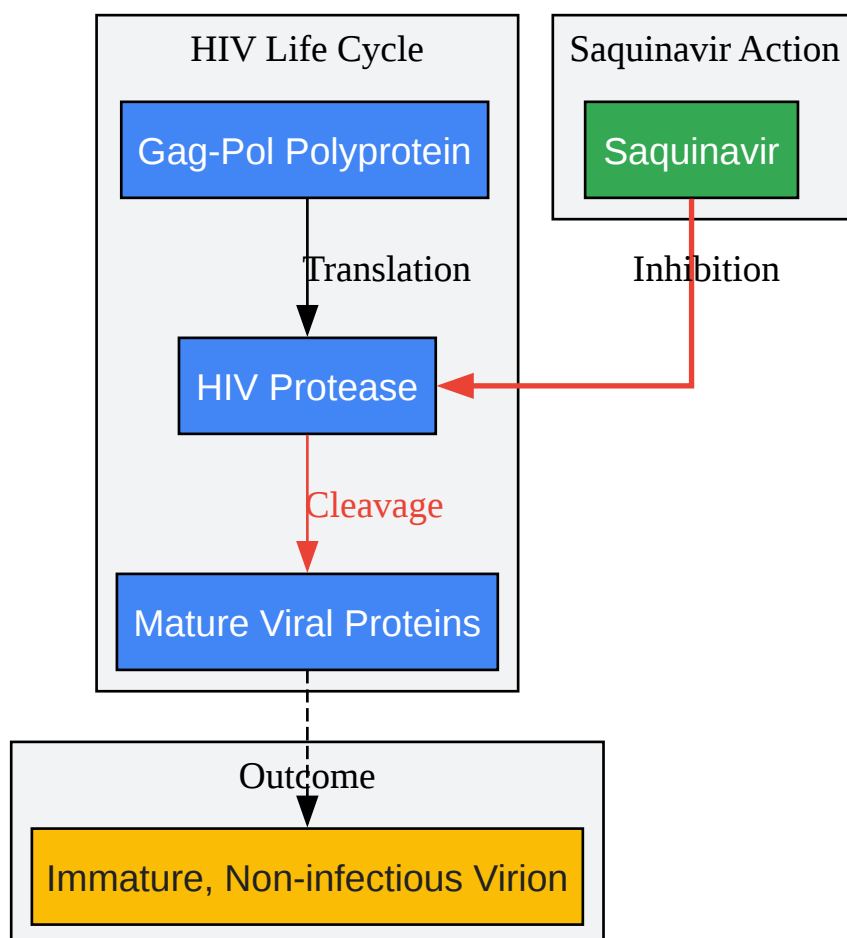 HIV Life Cycle
Saquinavir Action
Gag-Pol Polyprotein
Saquinavir
Translation
Inhibition
HIV Protease
Cleavage
Mature Viral Proteins
Outcome
Immature, Non-infectious Virion